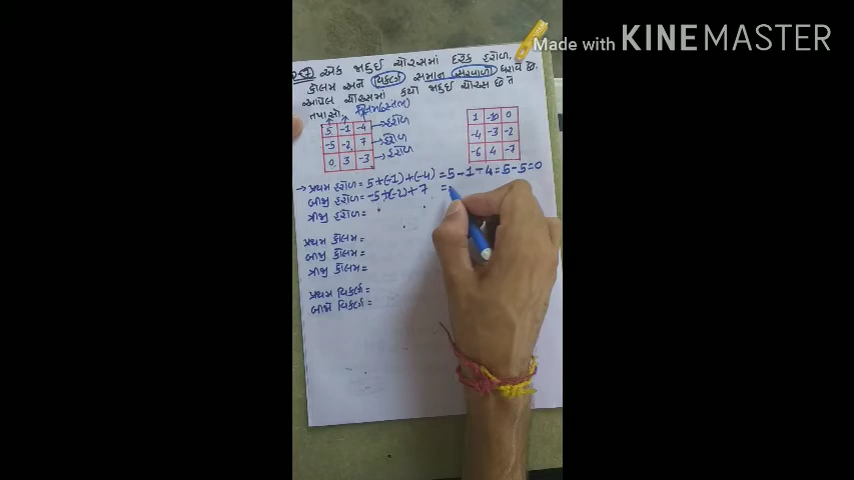 Made with KINEMASTER
એક જાદુઈ ચોરસમાં દરેક હરોળ,
કોલમ અને વિકર્ણ સમાન સરવાળો ધરાવે છે.
આપેલ ચોરસમાં કયો જાદુઈ ચોરસ છે તે
તપાસો.
5 -1 -4 → હરોળ
-5 -2 7 → હરોળ
0 3 -3 → હરોળ
1 -10 0
-4 -3 -2
-6 4 -7
→ પ્રથમ હરોળ = 5+(-1)+(-4) = 5-1-4 = 5-5=0
બીજી હરોળ = -5+(-2)+7 =
ત્રીજી હરોળ =
પ્રથમ કોલમ =
બીજી કોલમ =
ત્રીજી કોલમ =
પ્રથમ વિકર્ણ =
બીજો વિકર્ણ =